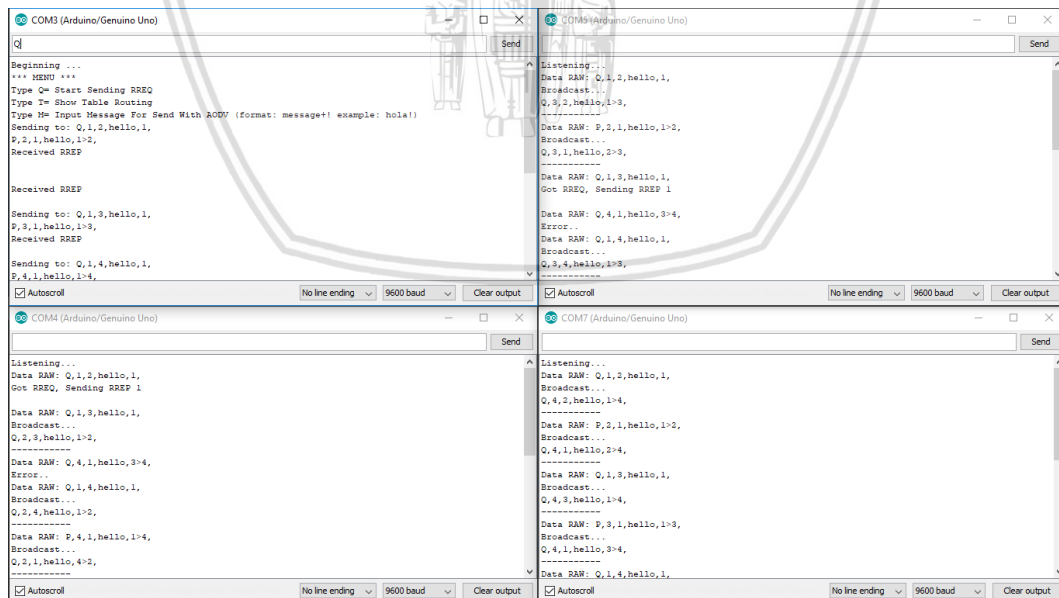 COM3 (Arduino/Genuino Uno)
Q
Send
Beginning ...
*** MENU ***
Type Q= Start Sending RREQ
Type T= Show Table Routing
Type M= Input Message For Send With AODV (format: message+! example: hola!)
Sending to: Q,1,2,hello,1,
P,2,1,hello,1>2,
Received RREP
Received RREP
Sending to: Q,1,3,hello,1,
P,3,1,hello,1>3,
Received RREP
Sending to: Q,1,4,hello,1,
P,4,1,hello,1>4,
Autoscroll
No line ending
9600 baud
Clear output
COM5 (Arduino/Genuino Uno)
Send
Listening...
Data RAW: Q,1,2,hello,1,
Broadcast...
Q,3,2,hello,1>3,
-----------
Data RAW: P,2,1,hello,1>2,
Broadcast...
Q,3,1,hello,2>3,
-----------
Data RAW: Q,1,3,hello,1,
Got RREQ, Sending RREP 1
Data RAW: Q,4,1,hello,3>4,
Error..
Data RAW: Q,1,4,hello,1,
Broadcast...
Q,3,4,hello,1>3,
-----------
Autoscroll
No line ending
9600 baud
Clear output
COM4 (Arduino/Genuino Uno)
Send
Listening...
Data RAW: Q,1,2,hello,1,
Got RREQ, Sending RREP 1
Data RAW: Q,1,3,hello,1,
Broadcast...
Q,2,3,hello,1>2,
-----------
Data RAW: Q,4,1,hello,3>4,
Error..
Data RAW: Q,1,4,hello,1,
Broadcast...
Q,2,4,hello,1>2,
-----------
Data RAW: P,4,1,hello,1>4,
Broadcast...
Q,2,1,hello,4>2,
-----------
Autoscroll
No line ending
9600 baud
Clear output
COM7 (Arduino/Genuino Uno)
Send
Listening...
Data RAW: Q,1,2,hello,1,
Broadcast...
Q,4,2,hello,1>4,
-----------
Data RAW: P,2,1,hello,1>2,
Broadcast...
Q,4,1,hello,2>4,
-----------
Data RAW: Q,1,3,hello,1,
Broadcast...
Q,4,3,hello,1>4,
-----------
Data RAW: P,3,1,hello,1>3,
Broadcast...
Q,4,1,hello,3>4,
-----------
Data RAW: Q,1,4,hello,1,
Autoscroll
No line ending
9600 baud
Clear output